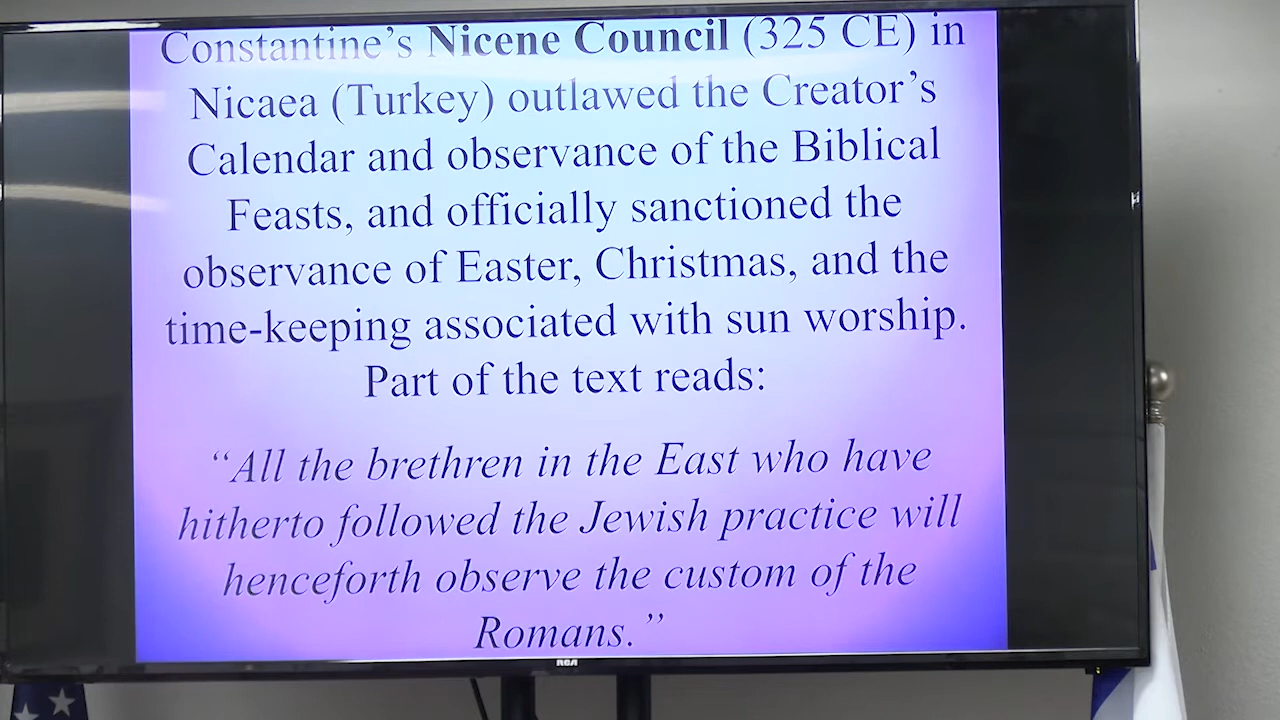 Constantine’s Nicene Council (325 CE) in
Nicaea (Turkey) outlawed the Creator’s
Calendar and observance of the Biblical
Feasts, and officially sanctioned the
observance of Easter, Christmas, and the
time-keeping associated with sun worship.
Part of the text reads:
“All the brethren in the East who have
hitherto followed the Jewish practice will
henceforth observe the custom of the
Romans.”
RCA